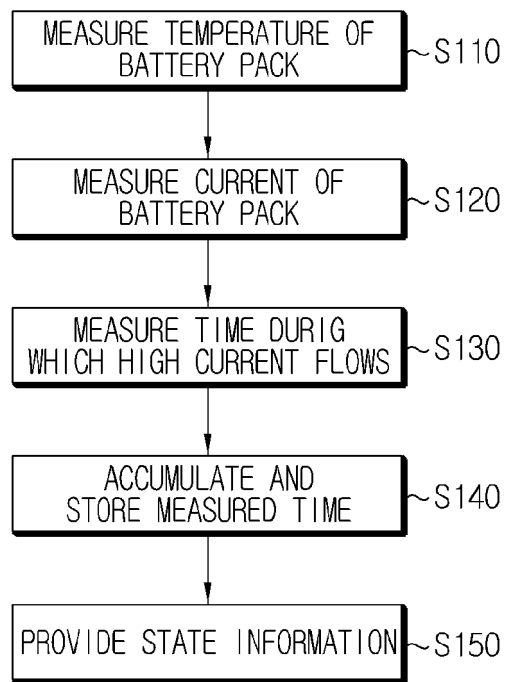 MEASURE TEMPERATURE OF
BATTERY PACK
~S110
MEASURE CURRENT OF
BATTERY PACK
~S120
MEASURE TIME DURIG
WHICH HIGH CURRENT FLOWS
~S130
ACCUMULATE AND
STORE MEASURED TIME
~S140
PROVIDE STATE INFORMATION
~S150